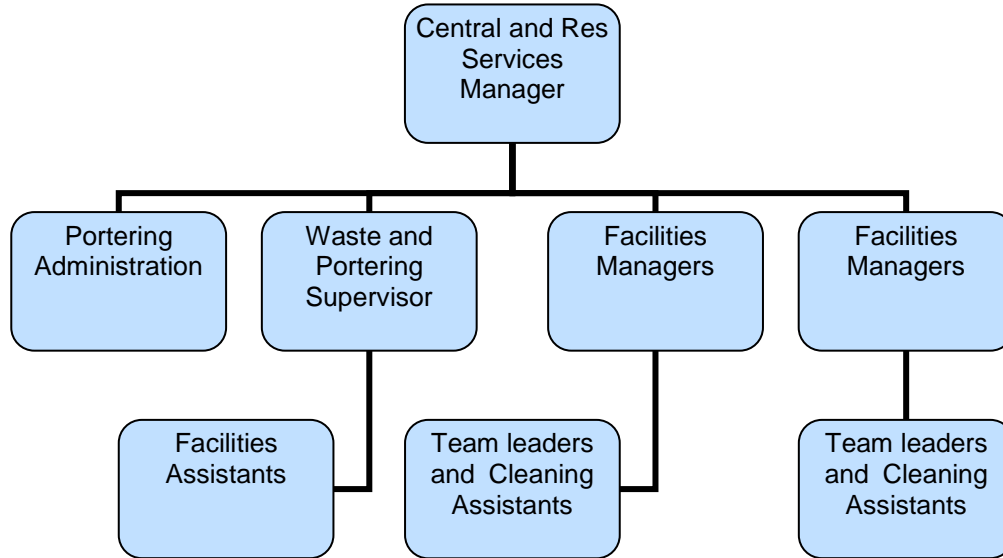 Central and Res
Services
Manager
Portering
Administration
Waste and
Portering
Supervisor
Facilities
Managers
Facilities
Managers
Facilities
Assistants
Team leaders
and Cleaning
Assistants
Team leaders
and Cleaning
Assistants